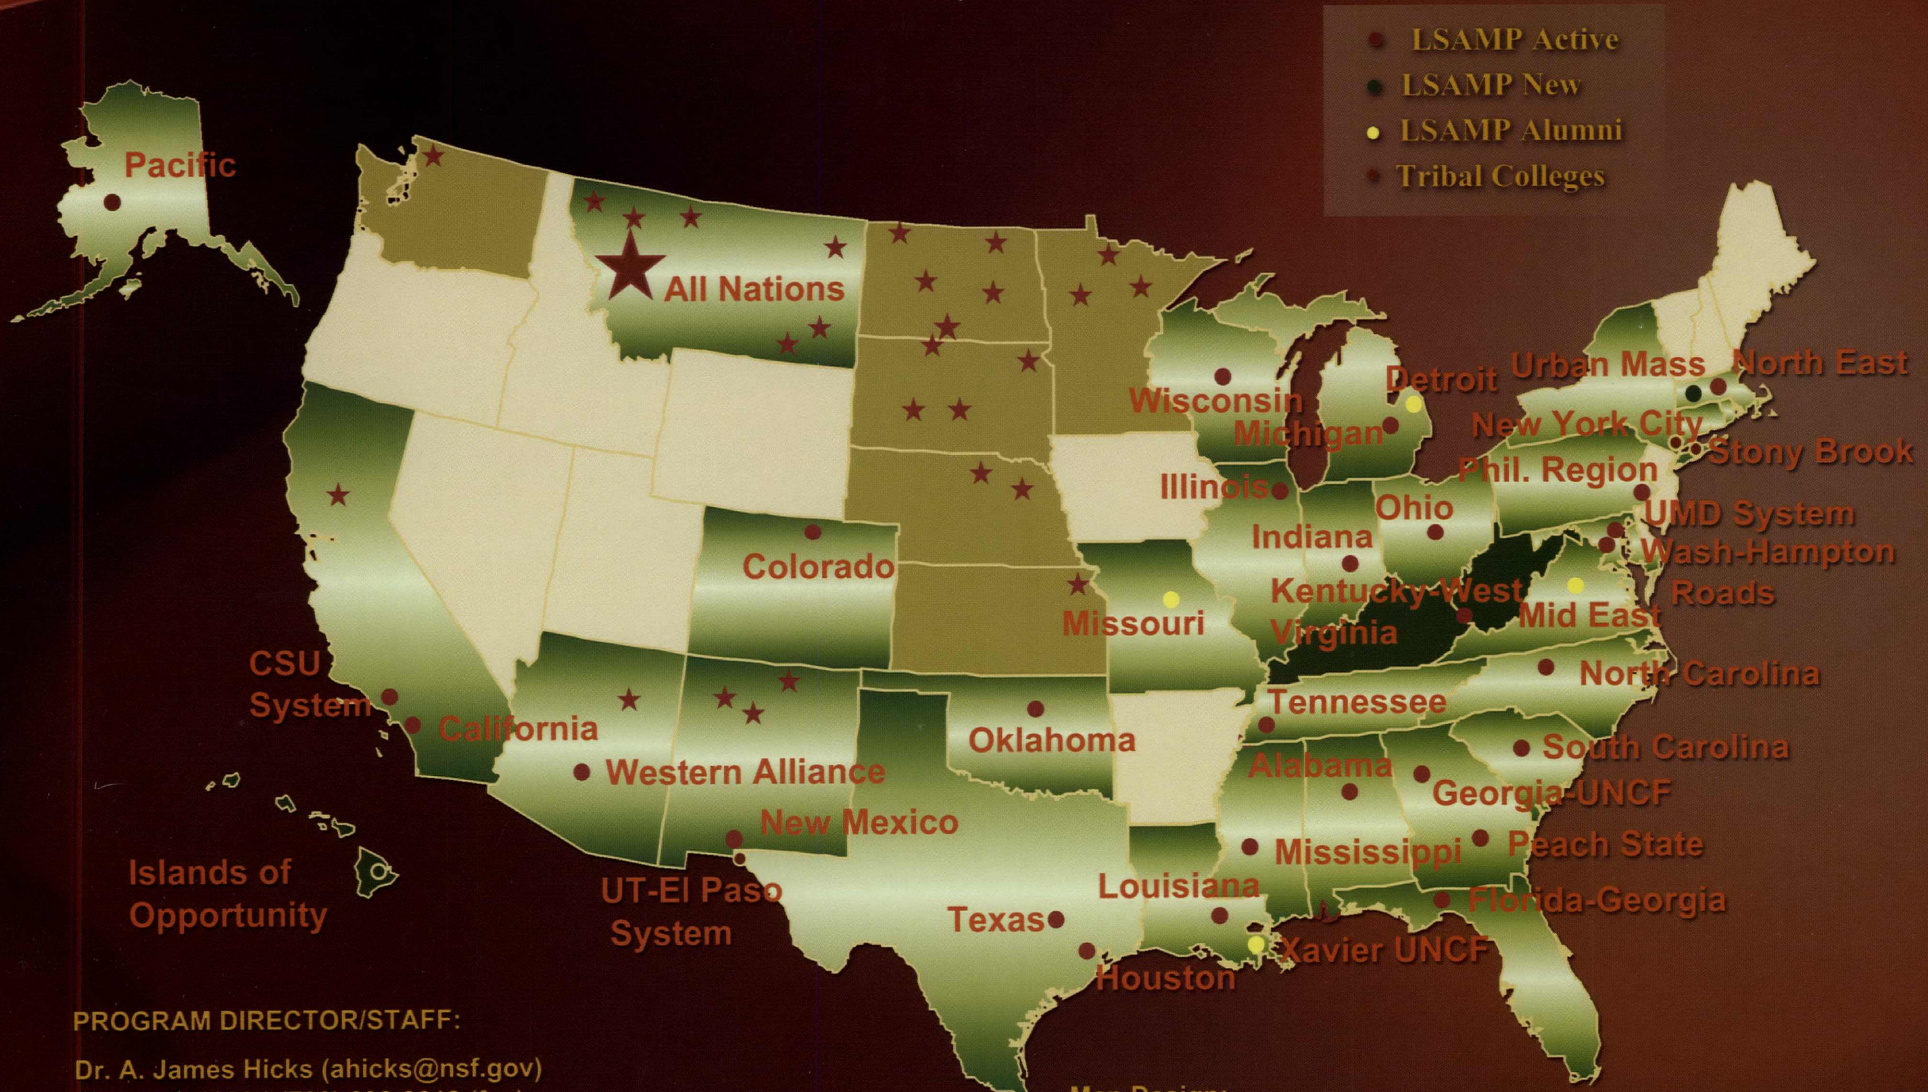 LSAMP Active
LSAMP New
LSAMP Alumni
Tribal Colleges
Pacific
All Nations
Urban Mass
North East
Detroit
Wisconsin
New York City
Michigan
Stony Brook
Phil. Region
Illinois
Ohio
UMD System
Indiana
Wash-Hampton
Roads
Colorado
Kentucky-West
Virginia
Mid East
Missouri
CSU
System
North Carolina
Tennessee
California
Oklahoma
South Carolina
Alabama
Western Alliance
Georgia-UNCF
New Mexico
Mississippi
Peach State
Islands of
Opportunity
UT-El Paso
System
Louisiana
Florida-Georgia
Texas
Xavier UNCF
Houston
PROGRAM DIRECTOR/STAFF:
Dr. A. James Hicks (ahicks@nsf.gov)
Map Design: